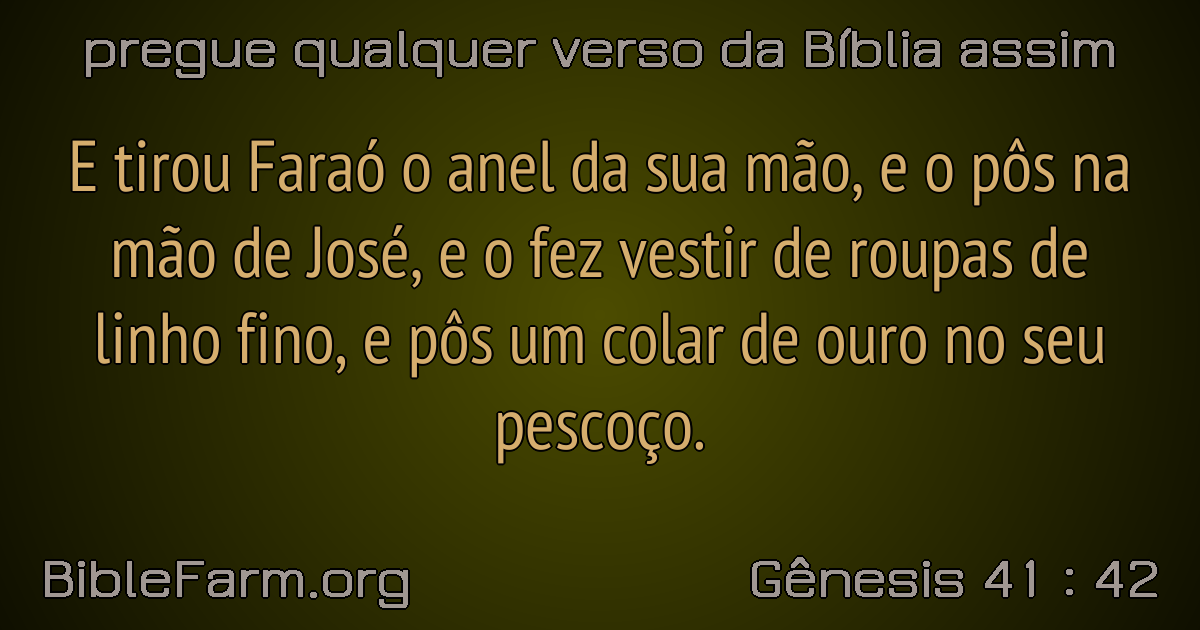 pregue qualquer verso da Bíblia assim
E tirou Faraó o anel da sua mão, e o pôs na
mão de José, e o fez vestir de roupas de
linho fino, e pôs um colar de ouro no seu
pescoço.
BibleFarm.org
Gênesis 41 : 42